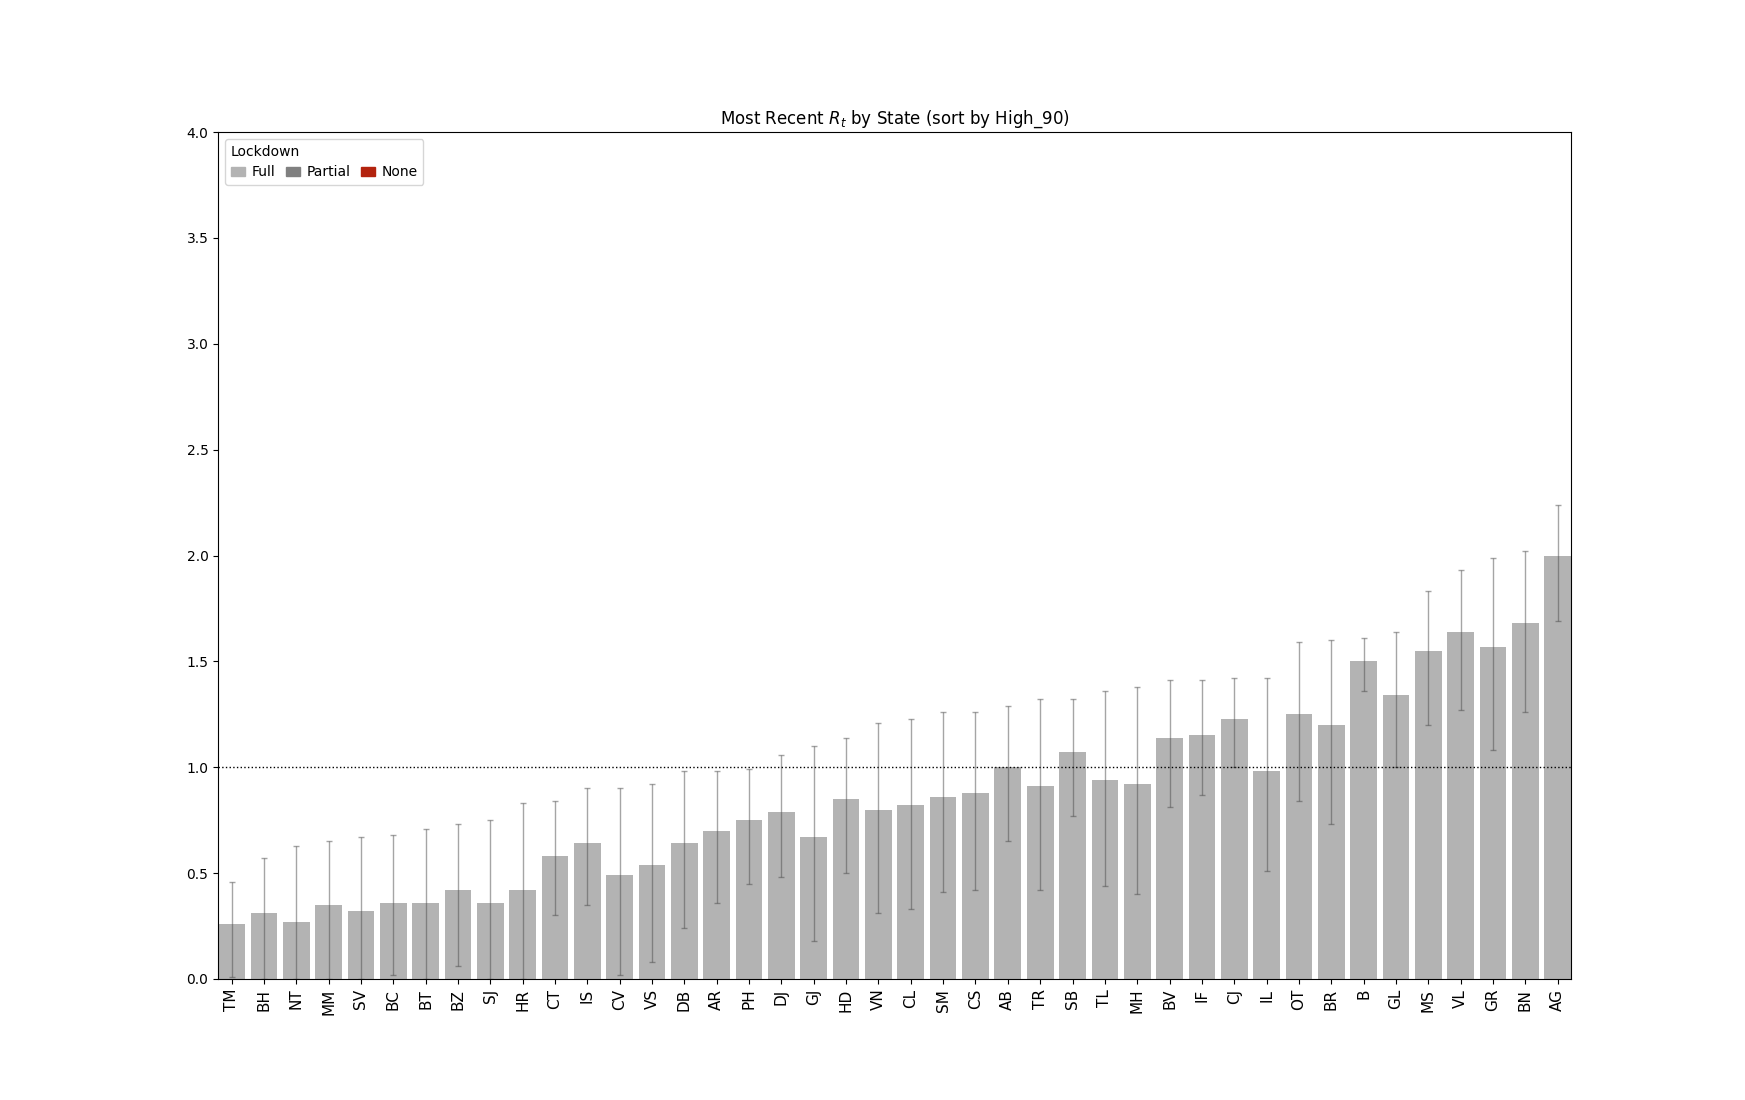 Most Recent Rt by State (sort by High_90)
Lockdown
Full Partial None
4.0
3.5
3.0
2.5
2.0
1.5
1.0
0.5
0.0
TM BH NT MM SV BC BT BZ SJ HR CT IS CV VS DB AR PH DJ GJ HD VN CL SM CS AB TR SB TL MH BV IF CJ IL OT BR B GL MS VL GR BN AG